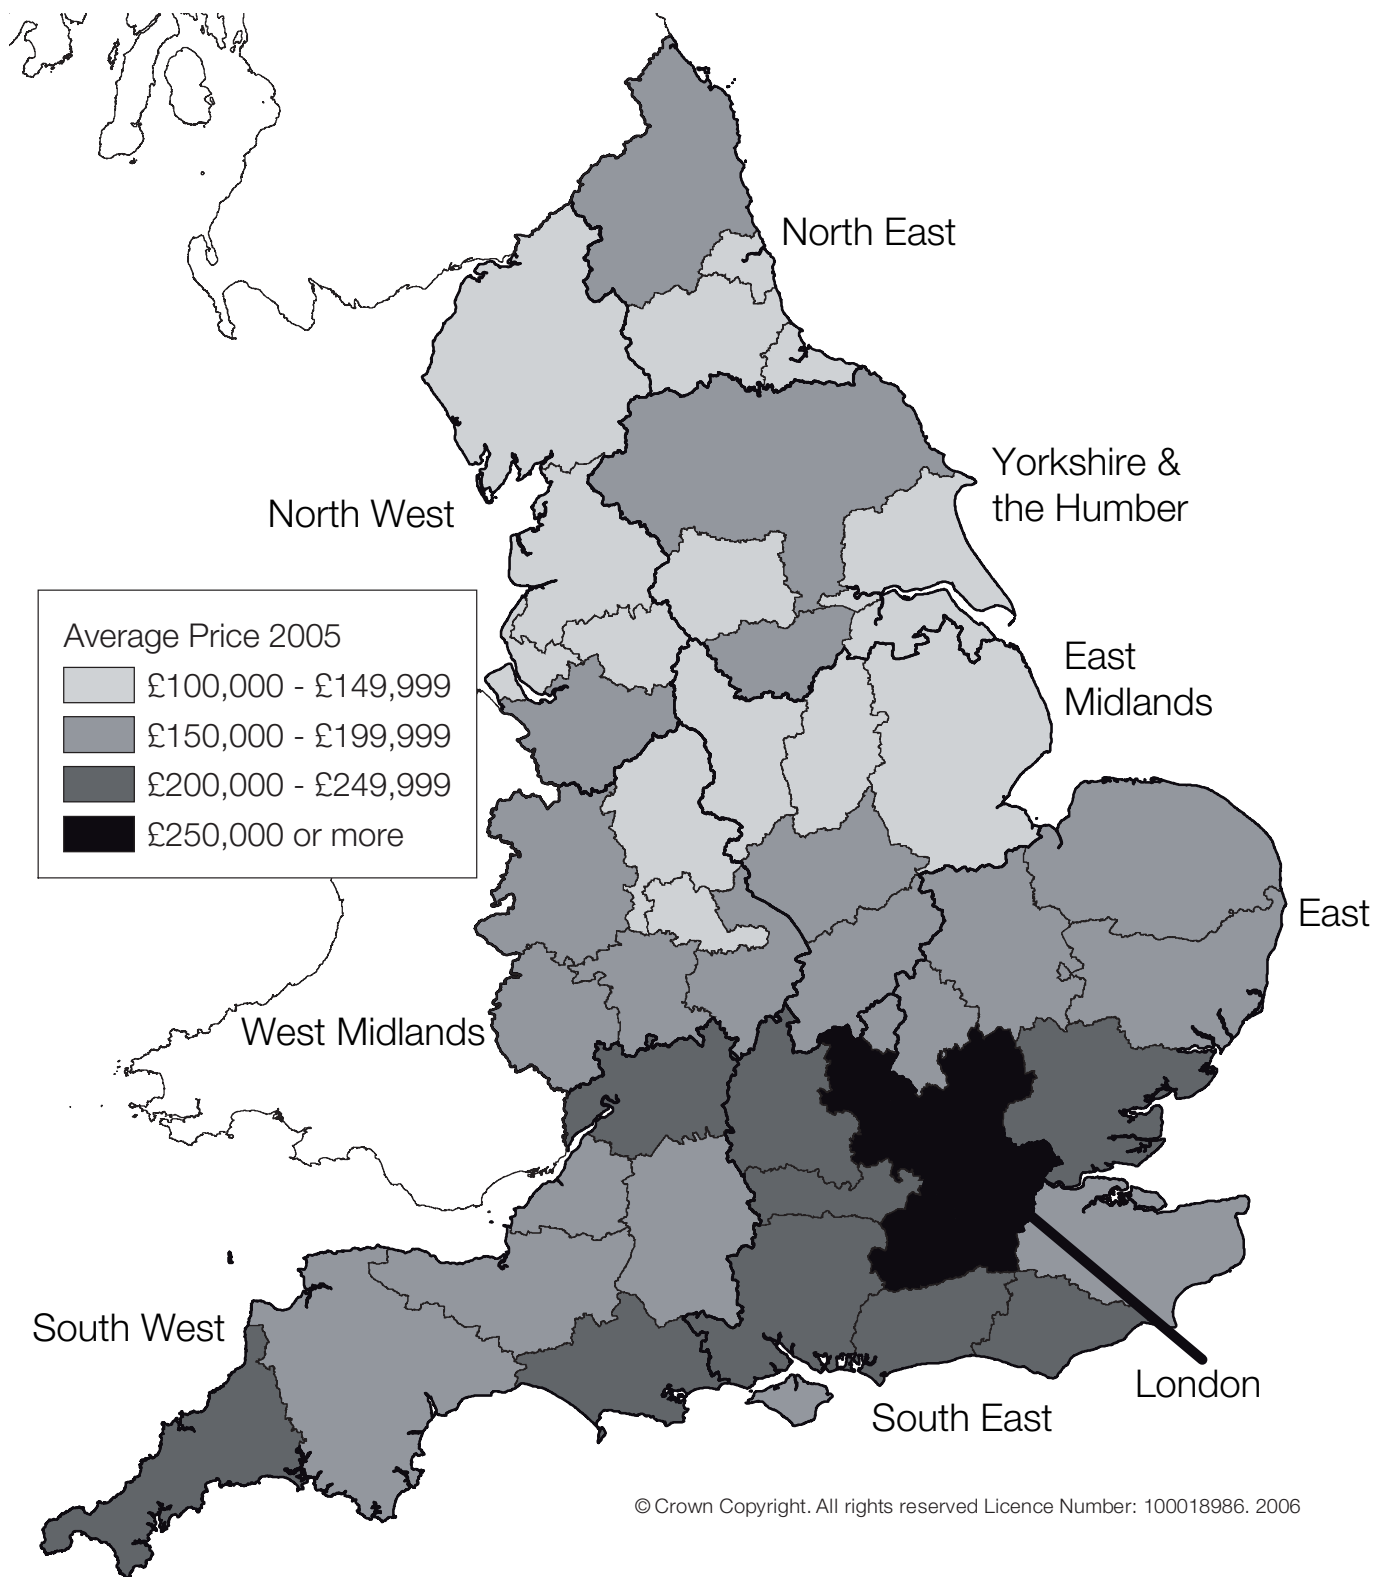 North East
Yorkshire &
the Humber
North West
Average Price 2005
£100,000 - £149,999
£150,000 - £199,999
£200,000 - £249,999
£250,000 or more
East
Midlands
East
West Midlands
South West
London
South East
© Crown Copyright. All rights reserved Licence Number: 100018986. 2006